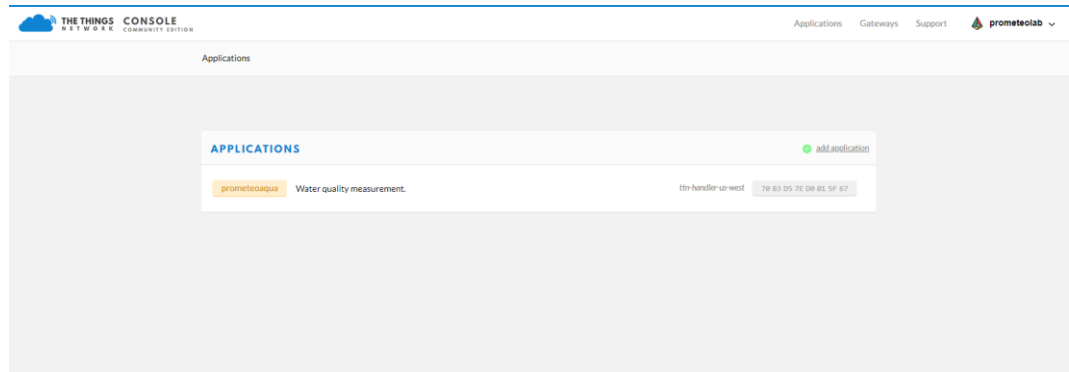 THE THINGS NETWORK CONSOLE COMMUNITY EDITION
Applications Gateways Support prometeolab
Applications
APPLICATIONS add application
prometeoaqua Water quality measurement. ttn-handler-us-west 70 B3 D5 7E D0 01 5F 67